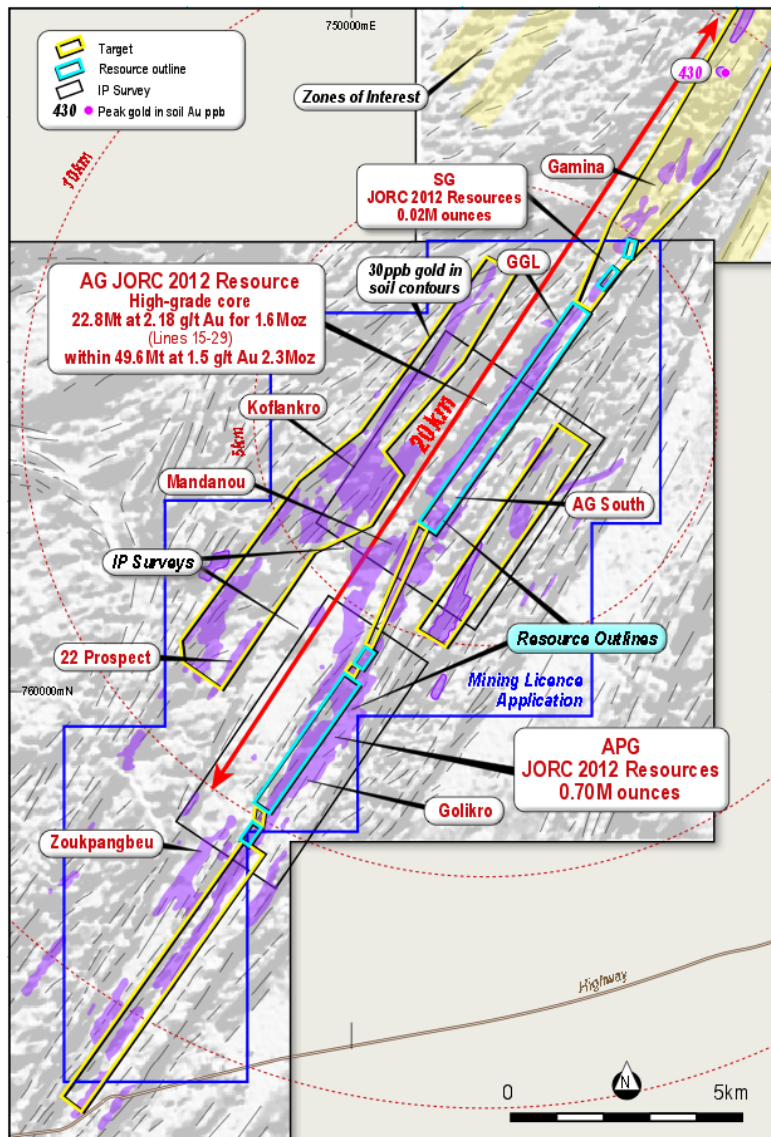 750000mE
Target
Resource outline
IP Survey
430 Peak gold in soil Au ppb
Zones of Interest
430
10km
Gamina
SG
JORC 2012 Resources
0.02M ounces
30ppb gold in
soil contours
GGL
AG JORC 2012 Resource
High-grade core
22.8Mt at 2.18 g/t Au for 1.6Moz
(Lines 15-29)
within 49.6Mt at 1.5 g/t Au 2.3Moz
Koflankro
5km
20km
Mandanou
AG South
IP Surveys
Resource Outlines
22 Prospect
760000mN
Mining Licence
Application
APG
JORC 2012 Resources
0.70M ounces
Golikro
Zoukpangbeu
Highway
N
0 5km